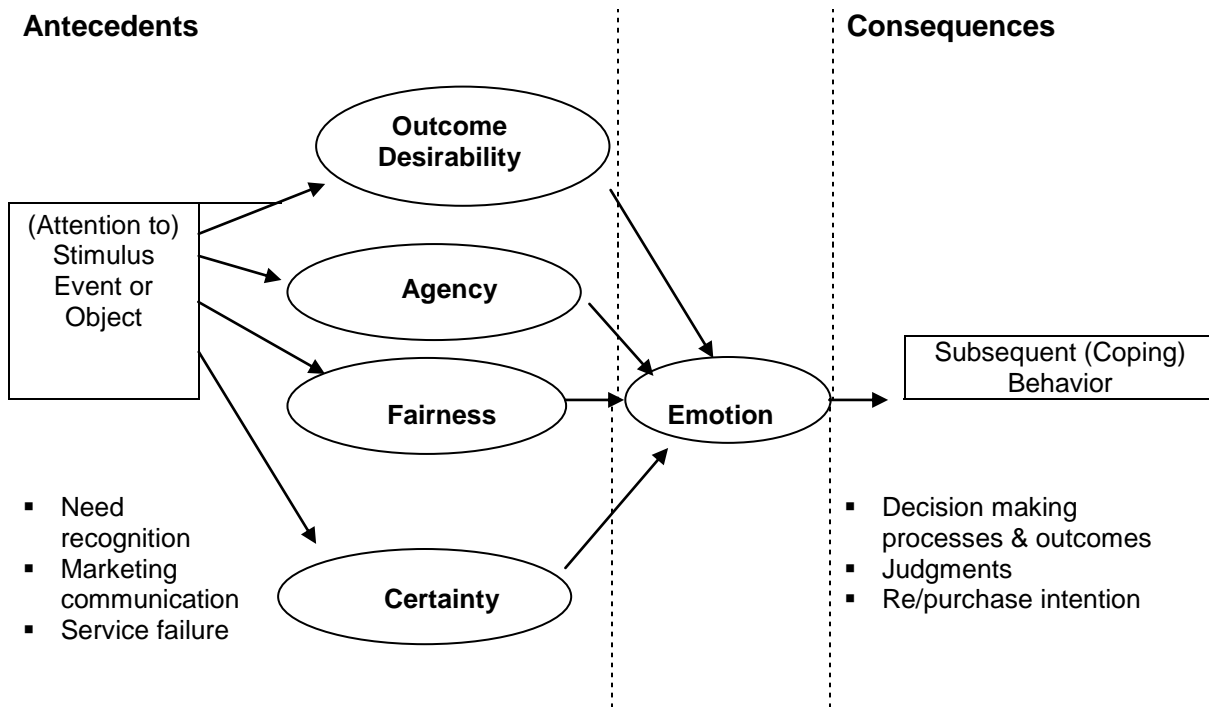 Antecedents
Consequences
Outcome
Desirability
(Attention to)
Stimulus
Event or
Object
Agency
Subsequent (Coping)
Behavior
Fairness
Emotion
▪ Need
recognition
▪ Marketing
communication
▪ Service failure
Certainty
▪ Decision making
processes & outcomes
▪ Judgments
▪ Re/purchase intention